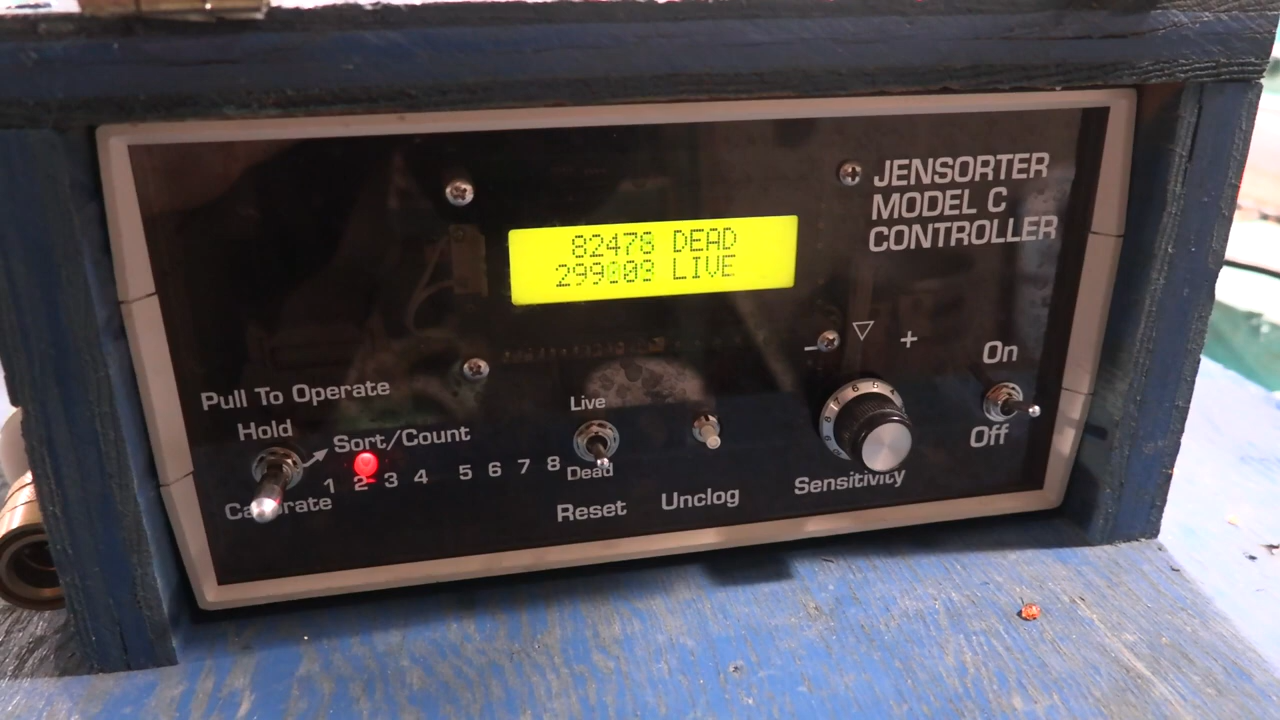 JENSORTER
MODEL C
CONTROLLER
82478 DEAD
LIVE
- +
On
Off
Pull To Operate
Hold
Sort/Count
Calibrate
1 2 3 4 5 6 7 8
Live
Dead
Reset
Unclog
Sensitivity